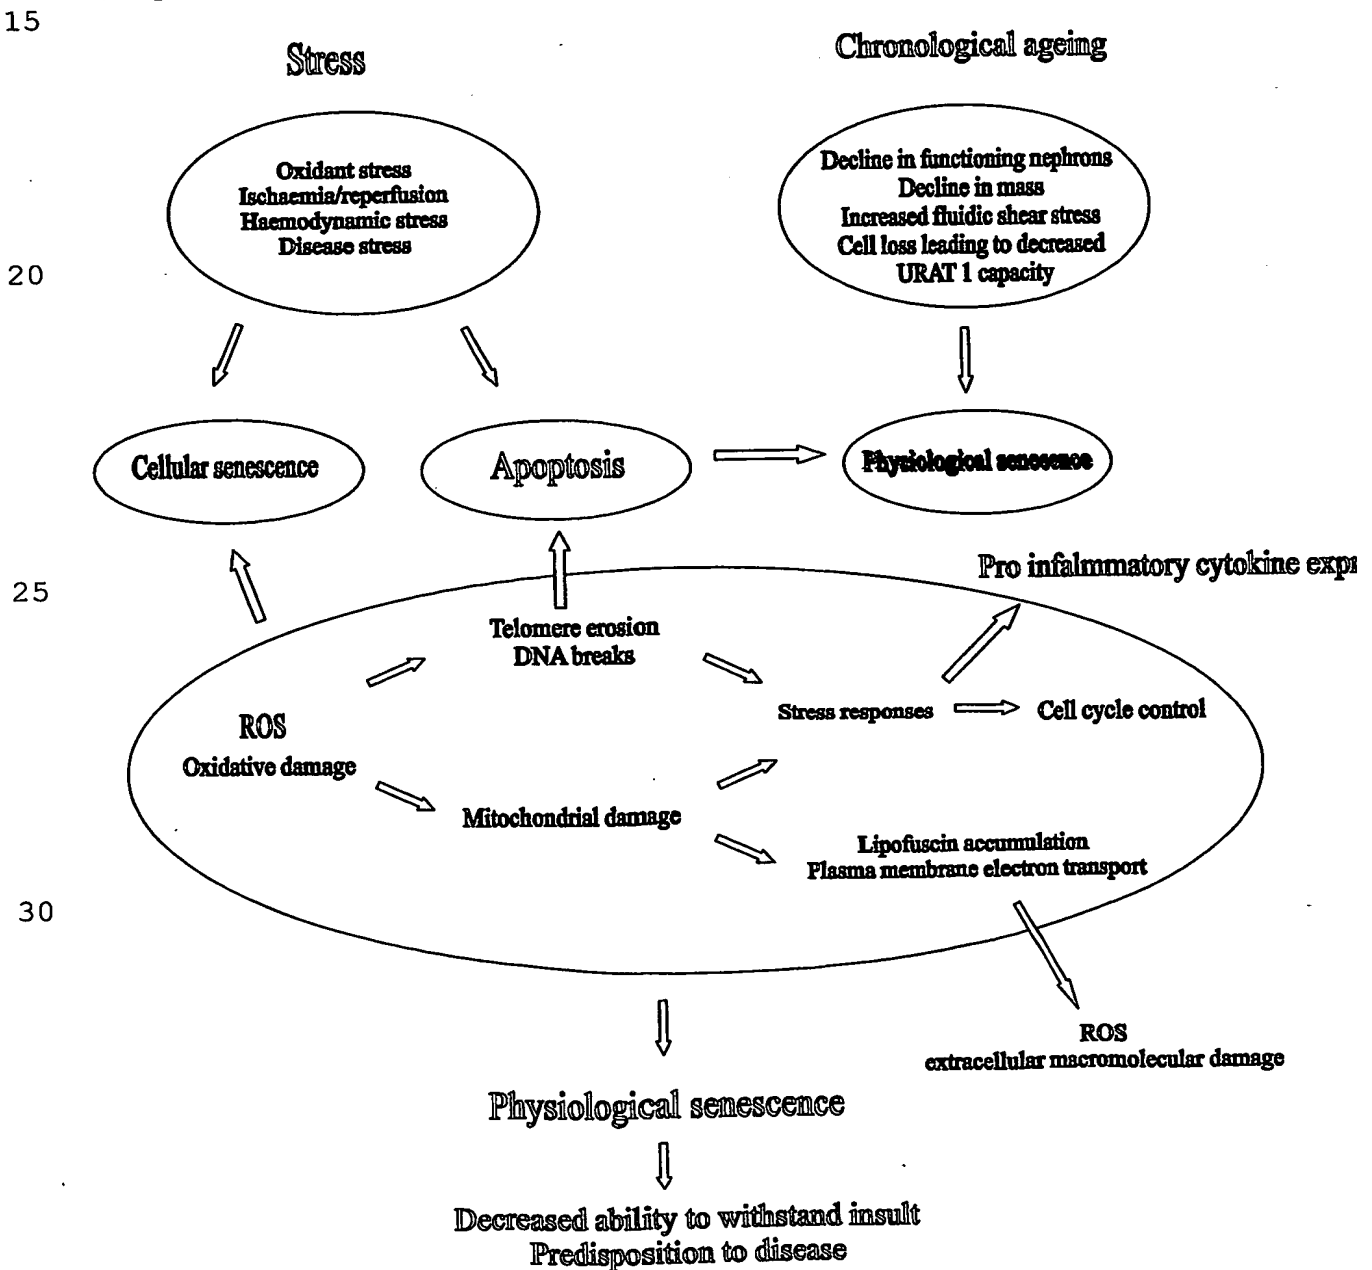 15
Stress
Chronological ageing
Oxidant stress
Ischaemia/reperfusion
Haemodynamic stress
Disease stress
Decline in functioning nephrons
Decline in mass
Increased fluidic shear stress
Cell loss leading to decreased
URAT 1 capacity
20
Cellular senescence
Apoptosis
Physiological senescence
Pro infalmmatory cytokine expr
25
Telomere erosion
DNA breaks
Stress responses
Cell cycle control
ROS
Oxidative damage
Mitochondrial damage
Lipofuscin accumulation
Plasma membrane electron transport
30
ROS
extracellular macromolecular damage
Physiological senescence
Decreased ability to withstand insult
Predisposition to disease